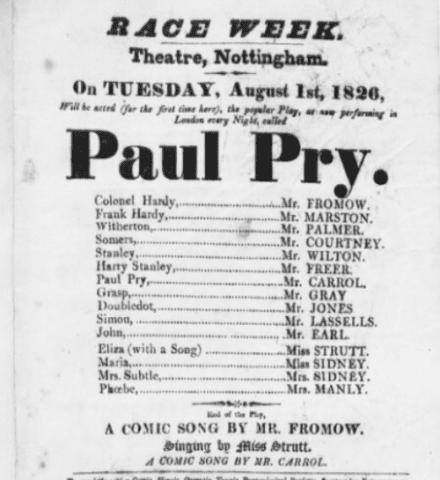 RACE WEEK.
Theatre, Nottingham.
On TUESDAY, August 1st, 1826,
Will be acted (for the first time here), the popular Play, as now performing in
London every Night, called
Paul Pry.
Colonel Hardy,..........Mr. FROMOW.
Frank Hardy,..........Mr. MARSTON.
Witherton,..........Mr. PALMER.
Somers,..........Mr. COURTNEY.
Stanley,..........Mr. WILTON.
Harry Stanley,..........Mr. FREER.
Paul Pry,..........Mr. CARROL.
Grasp,..........Mr. GRAY
Doubledot,..........Mr. JONES
Simon,..........Mr. LASSELLS.
John,..........Mr. EARL.
Eliza (with a Song)..........Miss STRUTT.
Maria,..........Miss SIDNEY.
Mrs. Subtle,..........Mrs. SIDNEY.
Phœbe,..........Mrs. MANLY.
End of the Play,
A COMIC SONG BY MR. FROMOW.
Singing by Miss Strutt.
A COMIC SONG BY MR. CARROL.